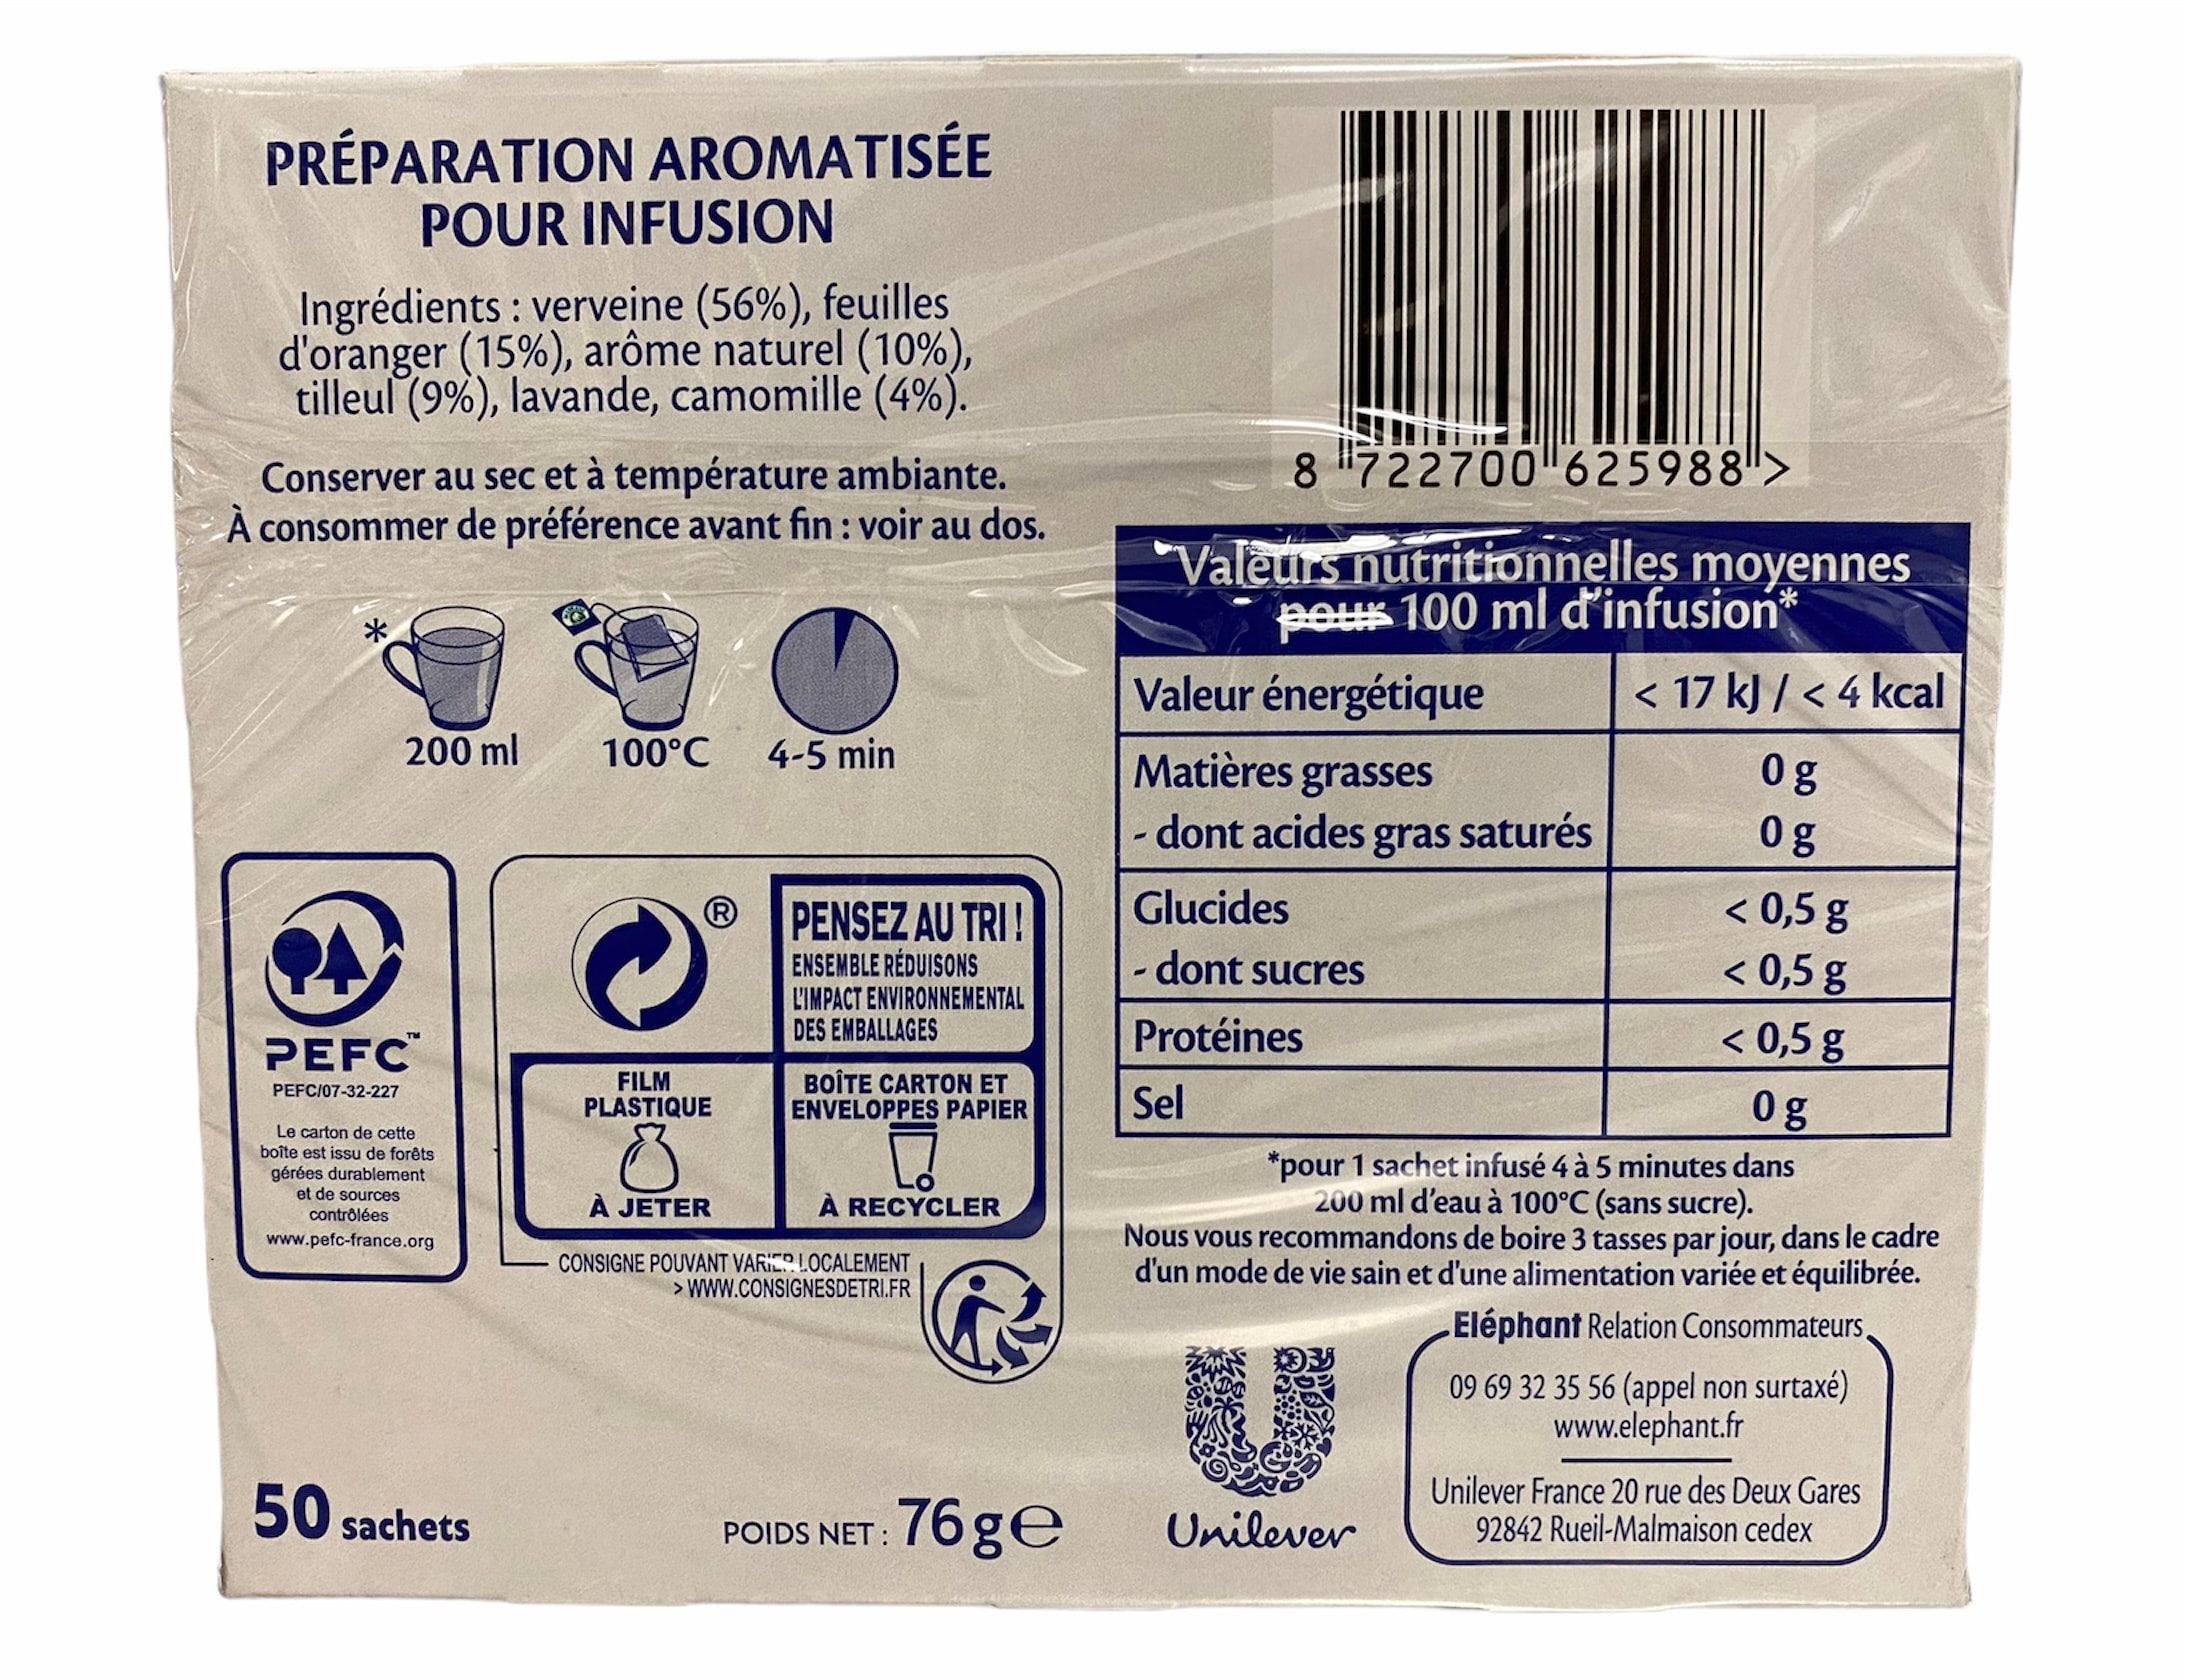 PRÉPARATION AROMATISÉE
POUR INFUSION
Ingrédients : verveine (56%), feuilles
d'oranger (15%), arôme naturel (10%),
tilleul (9%), lavande, camomille (4%).
Conserver au sec et à température ambiante.
À consommer de préférence avant fin : voir au dos.
*
200 ml
100°C
4-5 min
PEFC™
PEFC/07-32-227
Le carton de cette
boîte est issu de forêts
gérées durablement
et de sources
contrôlées
www.pefc-france.org
®
PENSEZ AU TRI !
ENSEMBLE RÉDUISONS
L'IMPACT ENVIRONNEMENTAL
DES EMBALLAGES
FILM
PLASTIQUE
À JETER
BOÎTE CARTON ET
ENVELOPPES PAPIER
À RECYCLER
CONSIGNE POUVANT VARIER LOCALEMENT
> WWW.CONSIGNESDETRI.FR
50 sachets
POIDS NET : 76 g e
8 722700 625988 >
Valeurs nutritionnelles moyennes
pour 100 ml d'infusion*
Valeur énergétique < 17 kJ / < 4 kcal
Matières grasses 0 g
- dont acides gras saturés 0 g
Glucides < 0,5 g
- dont sucres < 0,5 g
Protéines < 0,5 g
Sel 0 g
*pour 1 sachet infusé 4 à 5 minutes dans
200 ml d'eau à 100°C (sans sucre).
Nous vous recommandons de boire 3 tasses par jour, dans le cadre
d'un mode de vie sain et d'une alimentation variée et équilibrée.
Unilever
Eléphant Relation Consommateurs
09 69 32 35 56 (appel non surtaxé)
www.elephant.fr
Unilever France 20 rue des Deux Gares
92842 Rueil-Malmaison cedex